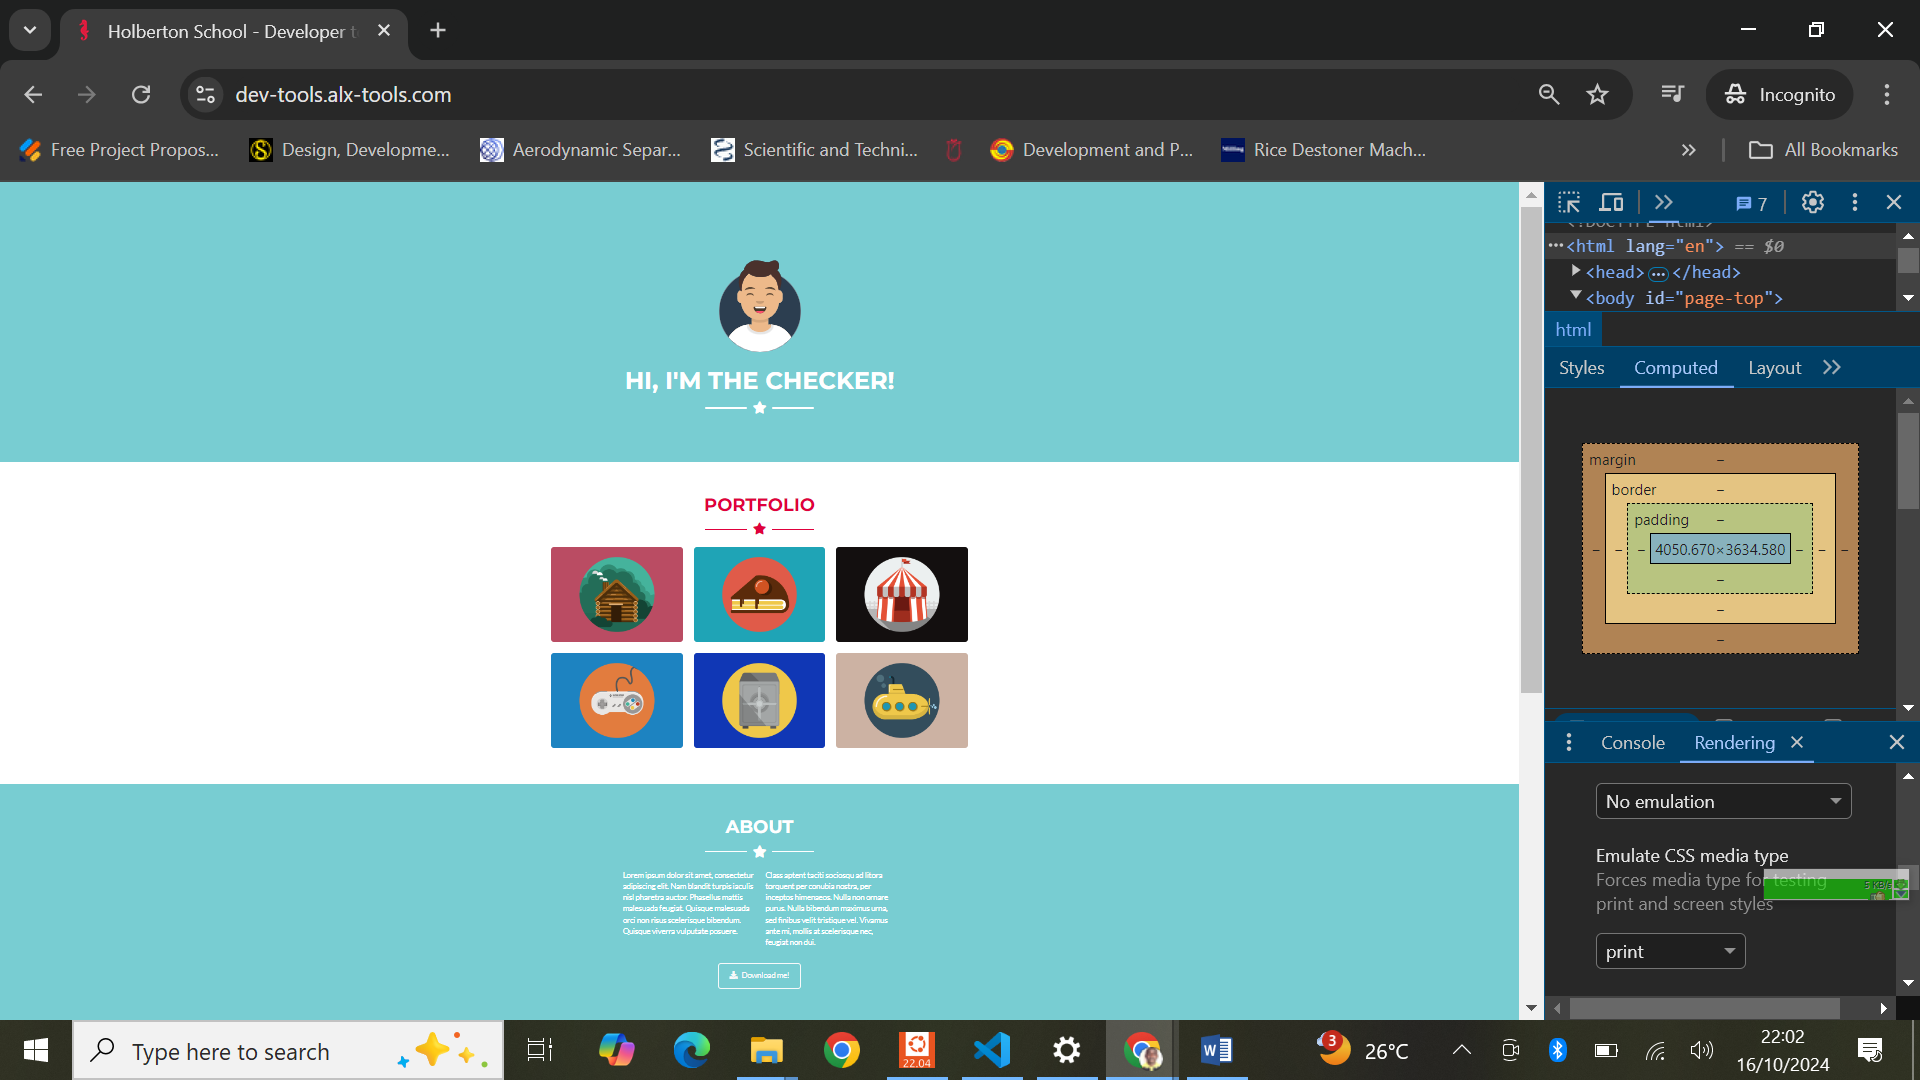 Holberton School - Developer t
dev-tools.alx-tools.com
Incognito
Free Project Propos...
Design, Developme...
Aerodynamic Separ...
Scientific and Techni...
Development and P...
Rice Destoner Mach...
All Bookmarks
HI, I'M THE CHECKER!
PORTFOLIO
ABOUT
Lorem ipsum dolor sit amet, consectetur
adipiscing elit. Nam blandit turpis iaculis
nisl pharetra auctor. Phasellus mattis
malesuada feugiat. Quisque malesuada
orci non risus scelerisque bibendum.
Quisque viverra vulputate posuere.
Class aptent taciti sociosqu ad litora
torquent per conubia nostra, per
inceptos himenaeos. Nulla non ornare
purus. Nulla bibendum maximus urna,
sed finibus velit tristique vel. Vivamus
ante mi, mollis at scelerisque nec,
feugiat non dui.
Download me!
7
<!DOCTYPE html>
<html lang="en"> == $0
<head> </head>
<body id="page-top">
html
Styles
Computed
Layout
margin
border
padding
4050.670×3634.580
Console
Rendering
No emulation
Emulate CSS media type
Forces media type for testing
print and screen styles
5 KB/s
print
Type here to search
22.04
3
26°C
22:02
16/10/2024